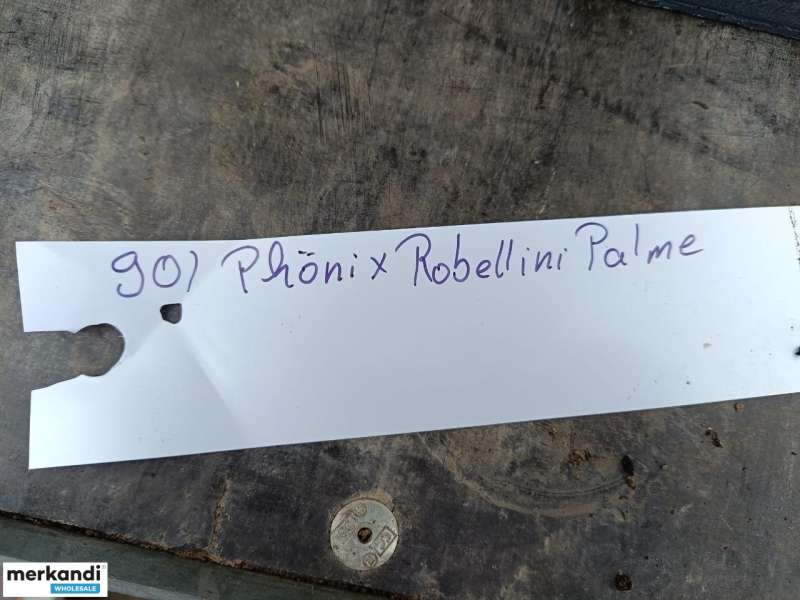 901 Phönix Robellini Palme
merkandi
WHOLESALE